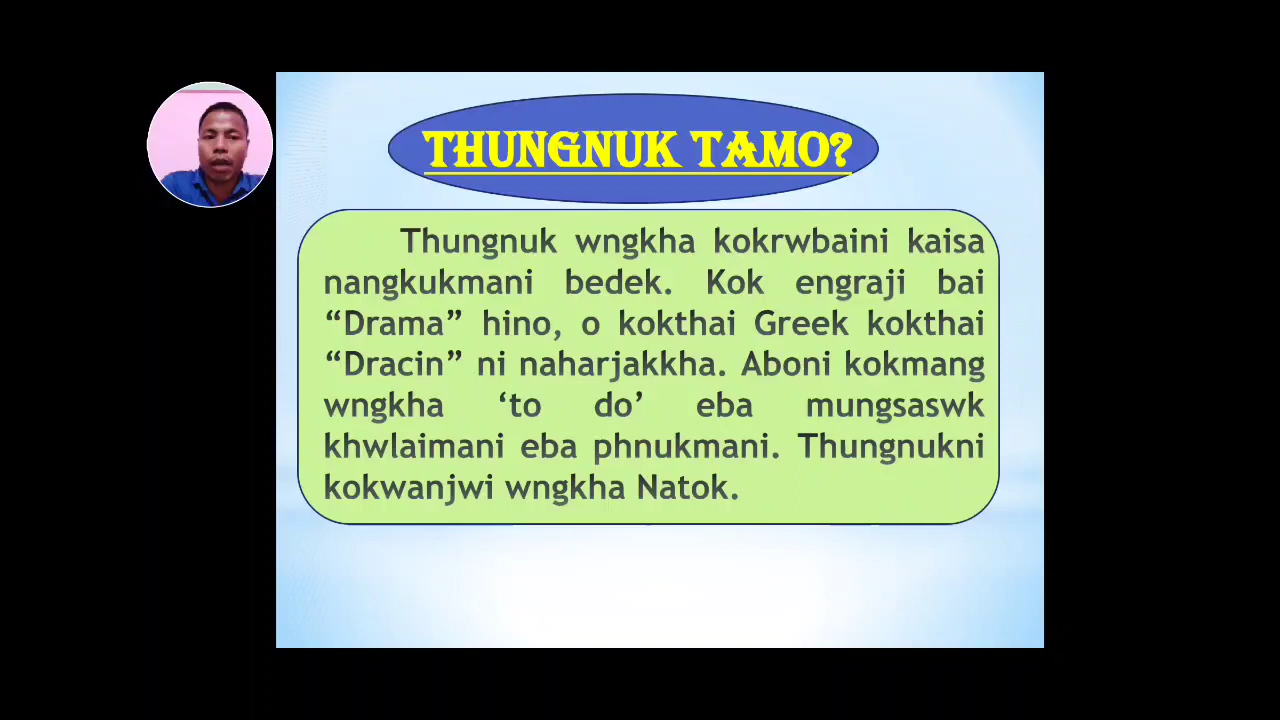 THUNGNUK TAMO?
Thungnuk wngkha kokrwbaini kaisa
nangkukmani bedek. Kok engraji bai
“Drama” hino, o kokthai Greek kokthai
“Dracin” ni naharjakkha. Aboni kokmang
wngkha ‘to do’ eba mungsaswk
khwlaimani eba phnukmani. Thungnukni
kokwanjwi wngkha Natok.